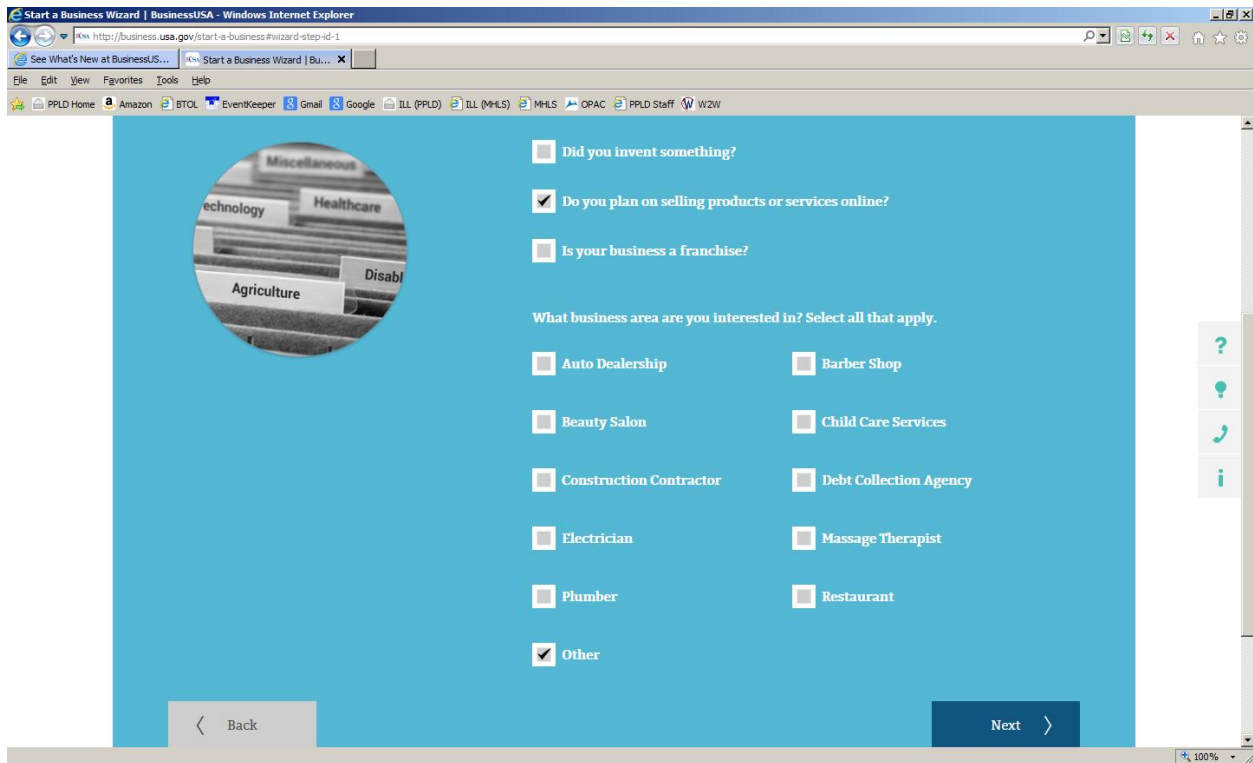 Start a Business Wizard | BusinessUSA - Windows Internet Explorer
http://business.usa.gov/start-a-business#wizard-step-id-1
See What's New at BusinessUS... Start a Business Wizard | Bu... X
File Edit View Favorites Tools Help
PPLD Home Amazon BTOL EventKeeper Gmail Google ILL (PPLD) ILL (MHLS) MHLS OPAC PPLD Staff W2W
Miscellaneous
echnology Healthcare
Disabl
Agriculture
Did you invent something?
Do you plan on selling products or services online?
Is your business a franchise?
What business area are you interested in? Select all that apply.
Auto Dealership Barber Shop
Beauty Salon Child Care Services
Construction Contractor Debt Collection Agency
Electrician Massage Therapist
Plumber Restaurant
Other
Back Next
?
i
100%